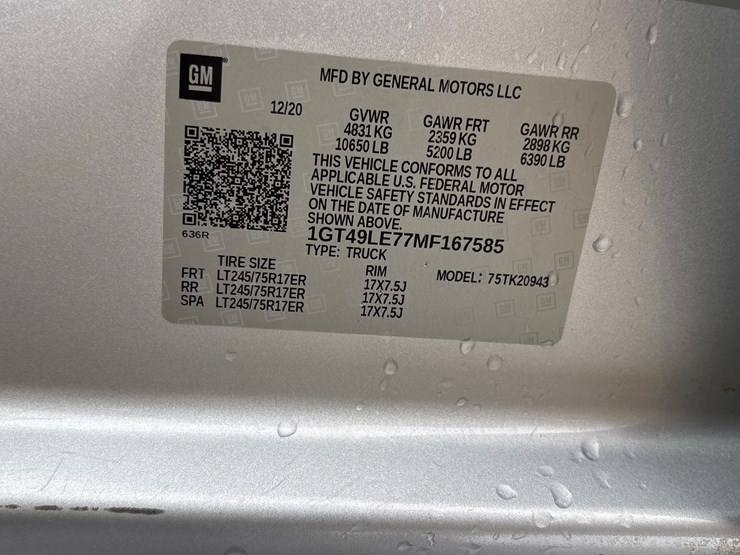 GM
MFD BY GENERAL MOTORS LLC
12/20
GVWR GAWR FRT GAWR RR
4831 KG 2359 KG 2898 KG
10650 LB 5200 LB 6390 LB
THIS VEHICLE CONFORMS TO ALL
APPLICABLE U.S. FEDERAL MOTOR
VEHICLE SAFETY STANDARDS IN EFFECT
ON THE DATE OF MANUFACTURE
SHOWN ABOVE.
636R
1GT49LE77MF167585
TYPE: TRUCK
TIRE SIZE RIM MODEL: 75TK20943
FRT LT245/75R17ER 17X7.5J
RR LT245/75R17ER 17X7.5J
SPA LT245/75R17ER 17X7.5J